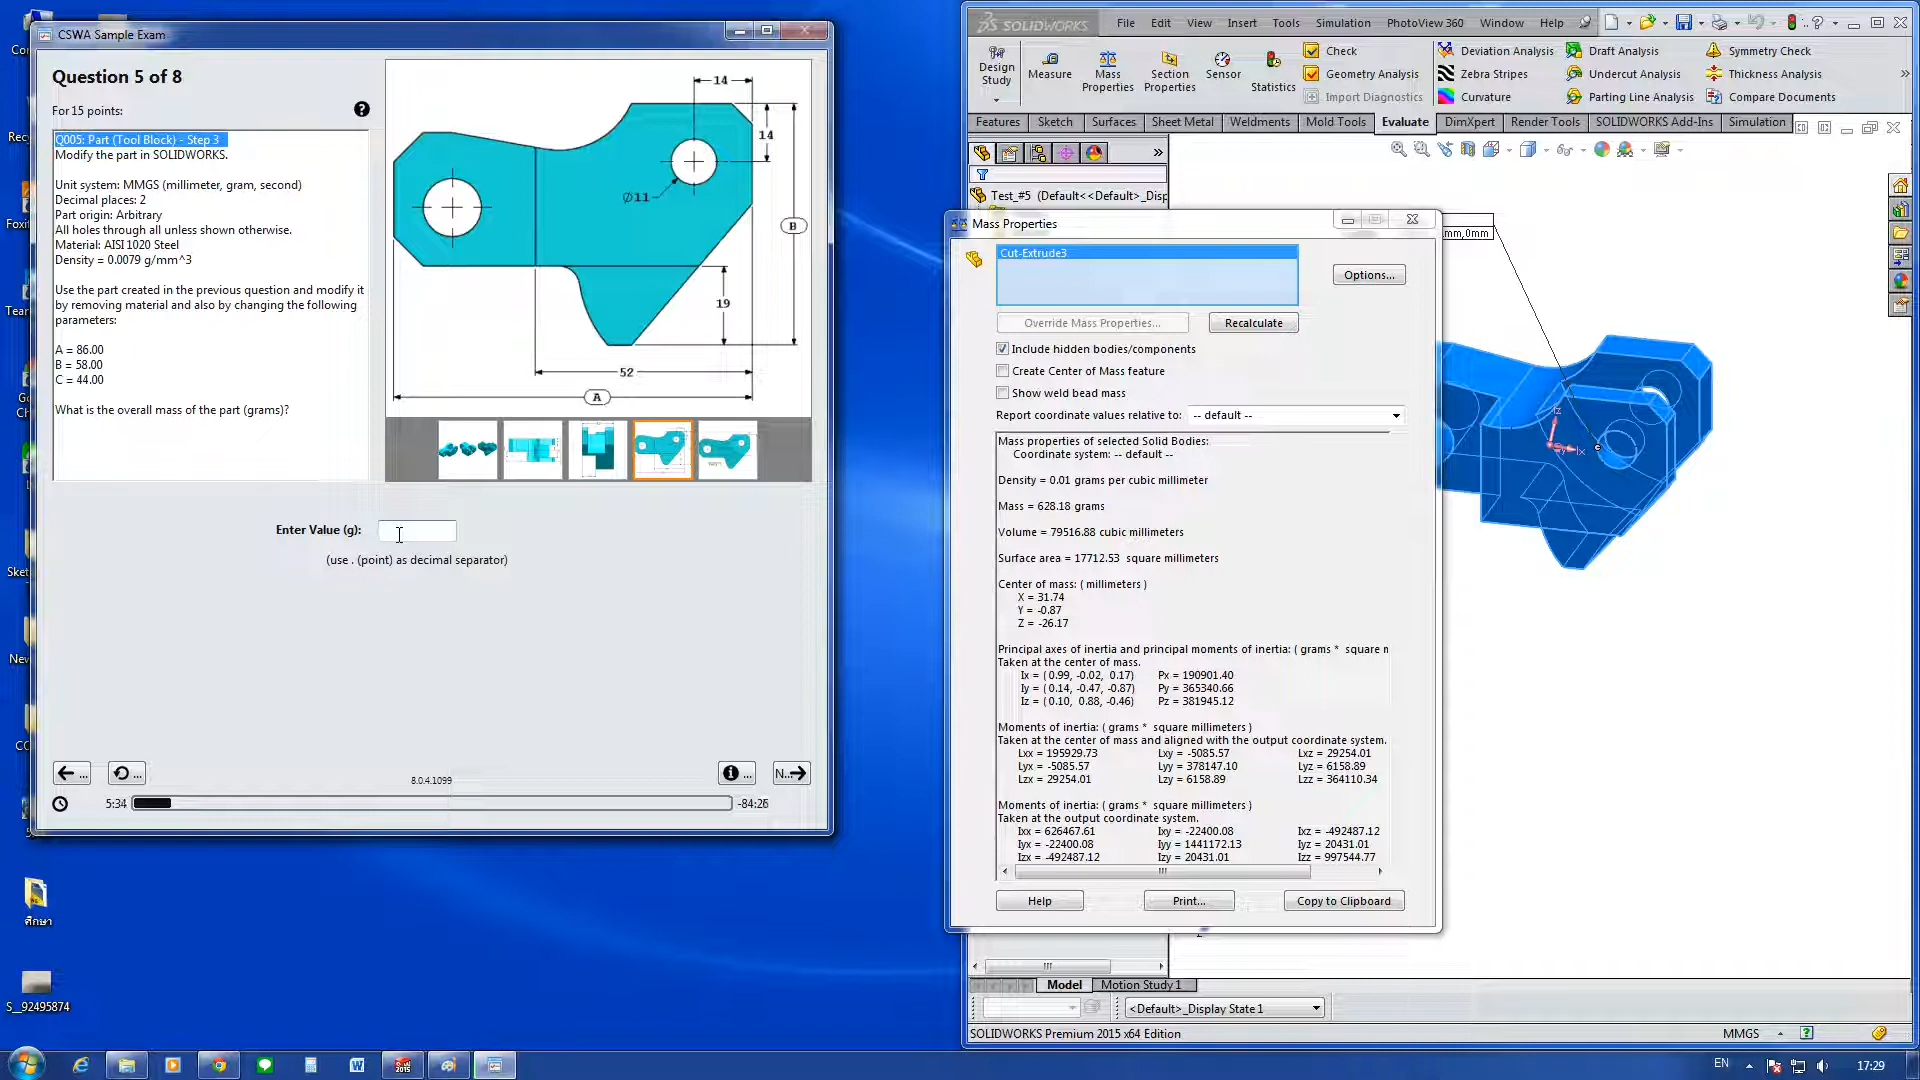 CSWA Sample Exam
Question 5 of 8
For 15 points:
Q005: Part (Tool Block) - Step 3
Modify the part in SOLIDWORKS.
Unit system: MMGS (millimeter, gram, second)
Decimal places: 2
Part origin: Arbitrary
All holes through all unless shown otherwise.
Material: AISI 1020 Steel
Density = 0.0079 g/mm^3
Use the part created in the previous question and modify it
by removing material and also by changing the following
parameters:
A = 86.00
B = 58.00
C = 44.00
What is the overall mass of the part (grams)?
14
14
Ø11
B
19
52
A
Enter Value (g):
(use . (point) as decimal separator)
8.0.4.1099
N...
5:34
SOLIDWORKS
File Edit View Insert Tools Simulation PhotoView 360 Window Help
Design Study
Measure
Mass Properties
Section Properties
Sensor
Statistics
Check
Geometry Analysis
Import Diagnostics
Deviation Analysis
Zebra Stripes
Curvature
Draft Analysis
Undercut Analysis
Parting Line Analysis
Symmetry Check
Thickness Analysis
Compare Documents
Features Sketch Surfaces Sheet Metal Weldments Mold Tools Evaluate DimXpert Render Tools SOLIDWORKS Add-Ins Simulation
Test_#5 (Default<<Default>_Disp
mm,0mm
Mass Properties
Cut-Extrude3
Options...
Override Mass Properties...
Recalculate
Include hidden bodies/components
Create Center of Mass feature
Show weld bead mass
Report coordinate values relative to: -- default --
Mass properties of selected Solid Bodies:
Coordinate system: -- default --
Density = 0.01 grams per cubic millimeter
Mass = 628.18 grams
Volume = 79516.88 cubic millimeters
Surface area = 17712.53 square millimeters
Center of mass: ( millimeters )
X = 31.74
Y = -0.87
Z = -26.17
Principal axes of inertia and principal moments of inertia: ( grams * square m
Taken at the center of mass.
Ix = ( 0.99, -0.02, 0.17) Px = 190901.40
Iy = ( 0.14, -0.47, -0.87) Py = 365340.66
Iz = ( 0.10, 0.88, -0.46) Pz = 381945.12
Moments of inertia: ( grams * square millimeters )
Taken at the center of mass and aligned with the output coordinate system.
Lxx = 195929.73 Lxy = -5085.57 Lxz = 29254.01
Lyx = -5085.57 Lyy = 378147.10 Lyz = 6158.89
Lzx = 29254.01 Lzy = 6158.89 Lzz = 364110.34
Moments of inertia: ( grams * square millimeters )
Taken at the output coordinate system.
Ixx = 626467.61 Ixy = -22400.08 Ixz = -492487.12
Iyx = -22400.08 Iyy = 1441172.13 Iyz = 20431.01
Izx = -492487.12 Izy = 20431.01 Izz = 997544.77
Help
Print...
Copy to Clipboard
Model Motion Study 1
<Default>_Display State 1
SOLIDWORKS Premium 2015 x64 Edition
MMGS
ศึกษา
S__92495874
EN
17:29